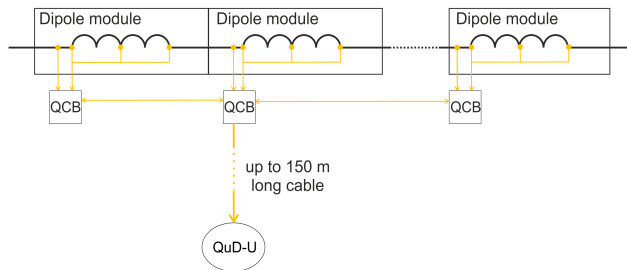 Dipole module
Dipole module
Dipole module
QCB
QCB
QCB
up to 150 m
long cable
QuD-U